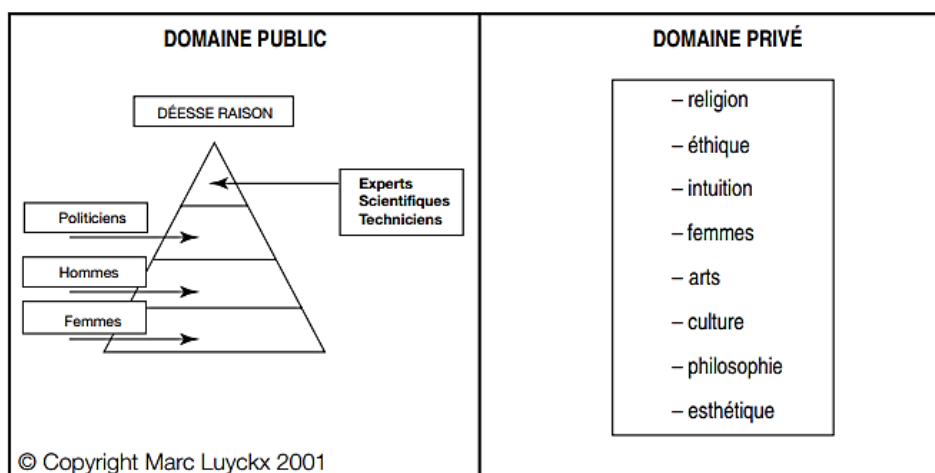 DOMAINE PUBLIC
DÉESSE RAISON
Experts
Scientifiques
Techniciens
Politiciens
Hommes
Femmes
© Copyright Marc Luyckx 2001
DOMAINE PRIVÉ
– religion
– éthique
– intuition
– femmes
– arts
– culture
– philosophie
– esthétique